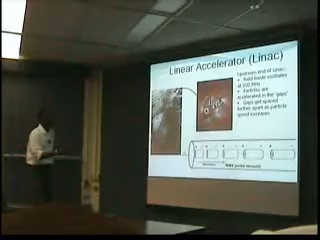 Linear Accelerator (Linac)
Upstream end of Linac:
• Field inside oscillates
at 200 MHz
• Particles are
accelerated in the 'gaps'
• Gaps get spaced
further apart as particle
speed increases